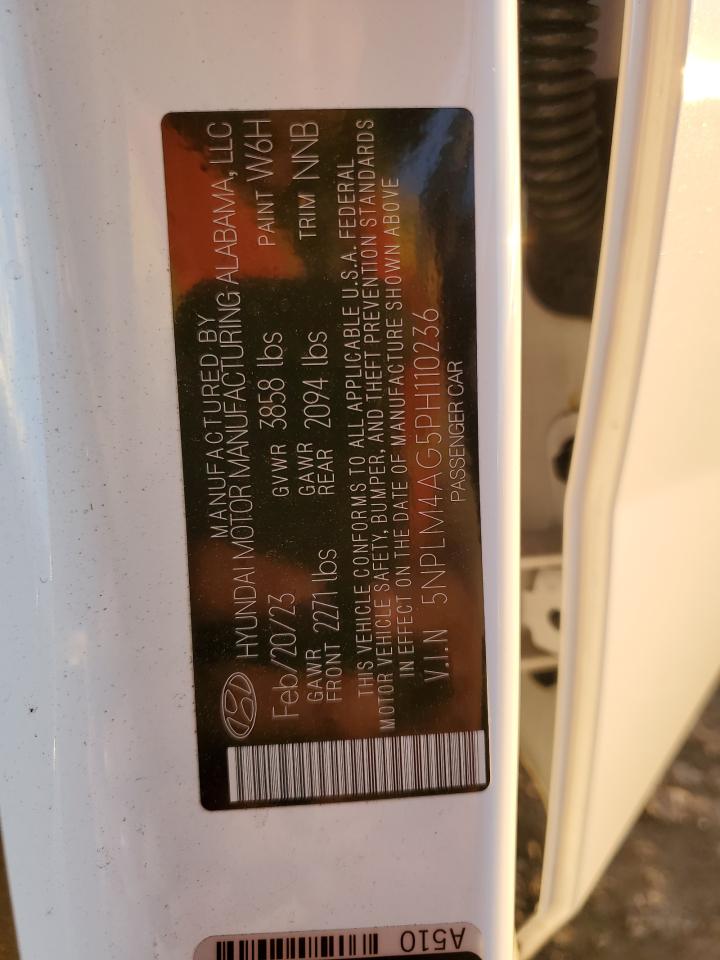 MANUFACTURED BY
HYUNDAI MOTOR MANUFACTURING ALABAMA, LLC
Feb/20/23 GVWR 3858 lbs PAINT W6H
GAWR FRONT 2271 lbs GAWR REAR 2094 lbs TRIM NNB
THIS VEHICLE CONFORMS TO ALL APPLICABLE U.S.A. FEDERAL
MOTOR VEHICLE SAFETY, BUMPER, AND THEFT PREVENTION STANDARDS
IN EFFECT ON THE DATE OF MANUFACTURE SHOWN ABOVE
V.I.N 5NPLM4AG5PH110236
PASSENGER CAR
A510